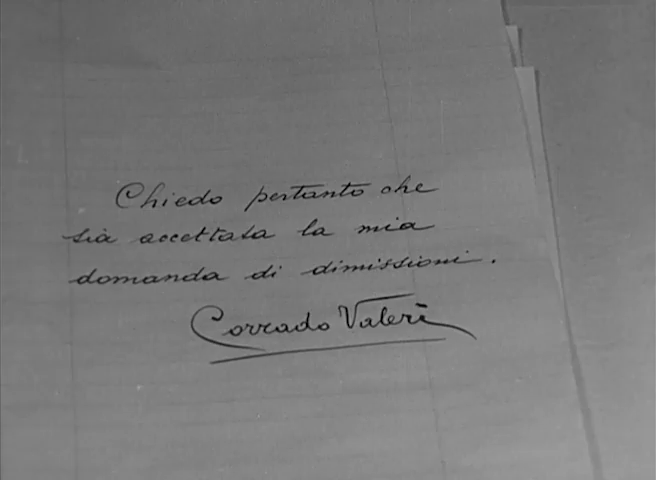 Chiedo pertanto che
sia accettata la mia
domanda di dimissioni.
Corrado Valeri